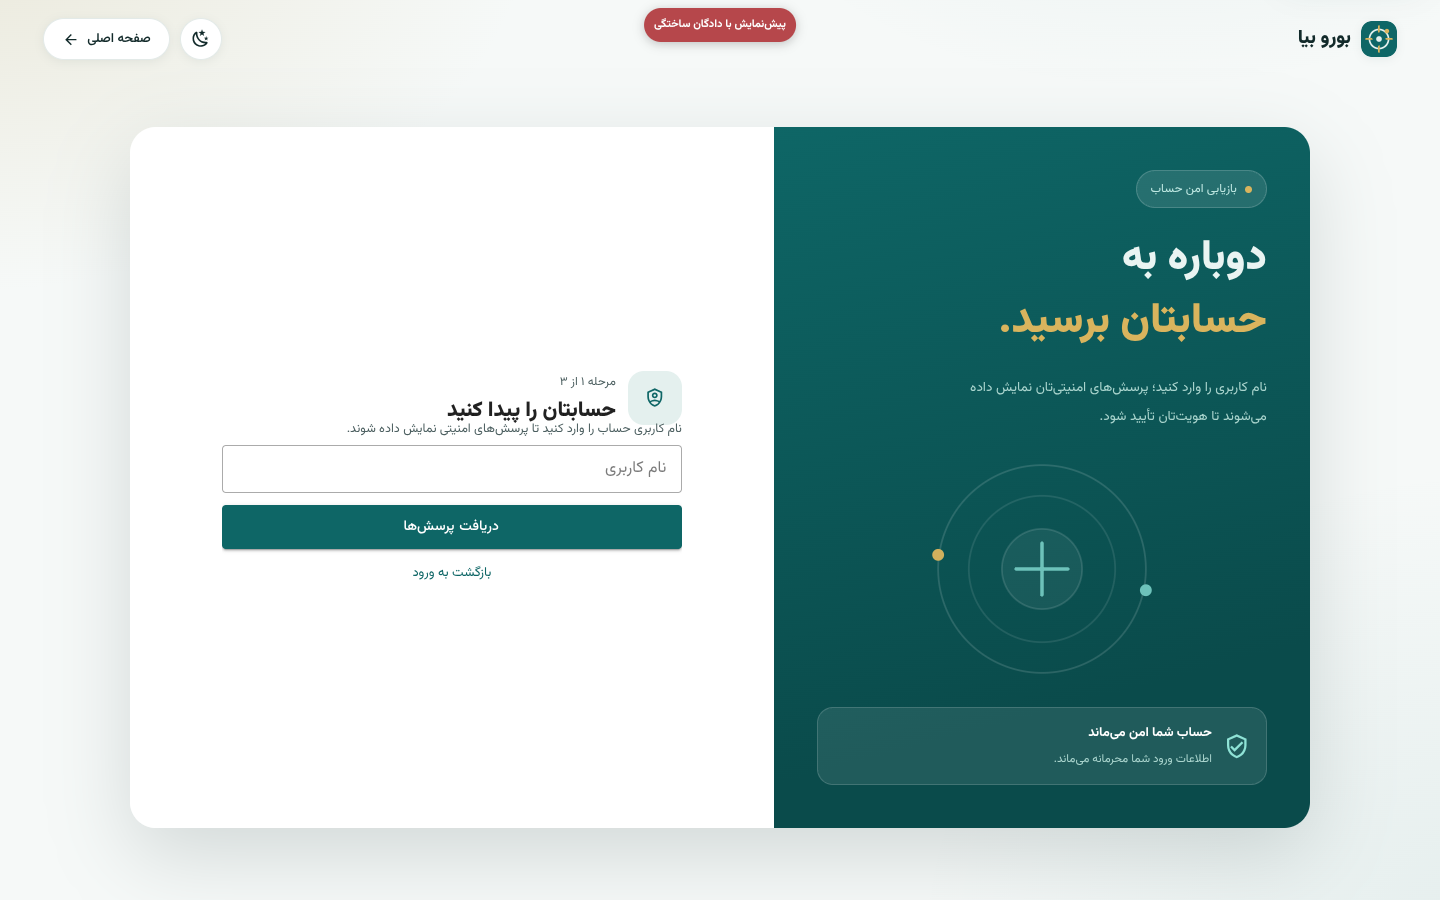 بورو بیا
پیش‌نمایش با دادگان ساختگی
صفحه اصلی
بازیابی امن حساب
دوباره به
حسابتان برسید.
نام کاربری را وارد کنید؛ پرسش‌های امنیتی‌تان نمایش داده
می‌شوند تا هویت‌تان تأیید شود.
حساب شما امن می‌ماند
اطلاعات ورود شما محرمانه می‌ماند.
مرحله ۱ از ۳
حسابتان را پیدا کنید
نام کاربری حساب را وارد کنید تا پرسش‌های امنیتی نمایش داده شوند.
نام کاربری
دریافت پرسش‌ها
بازگشت به ورود